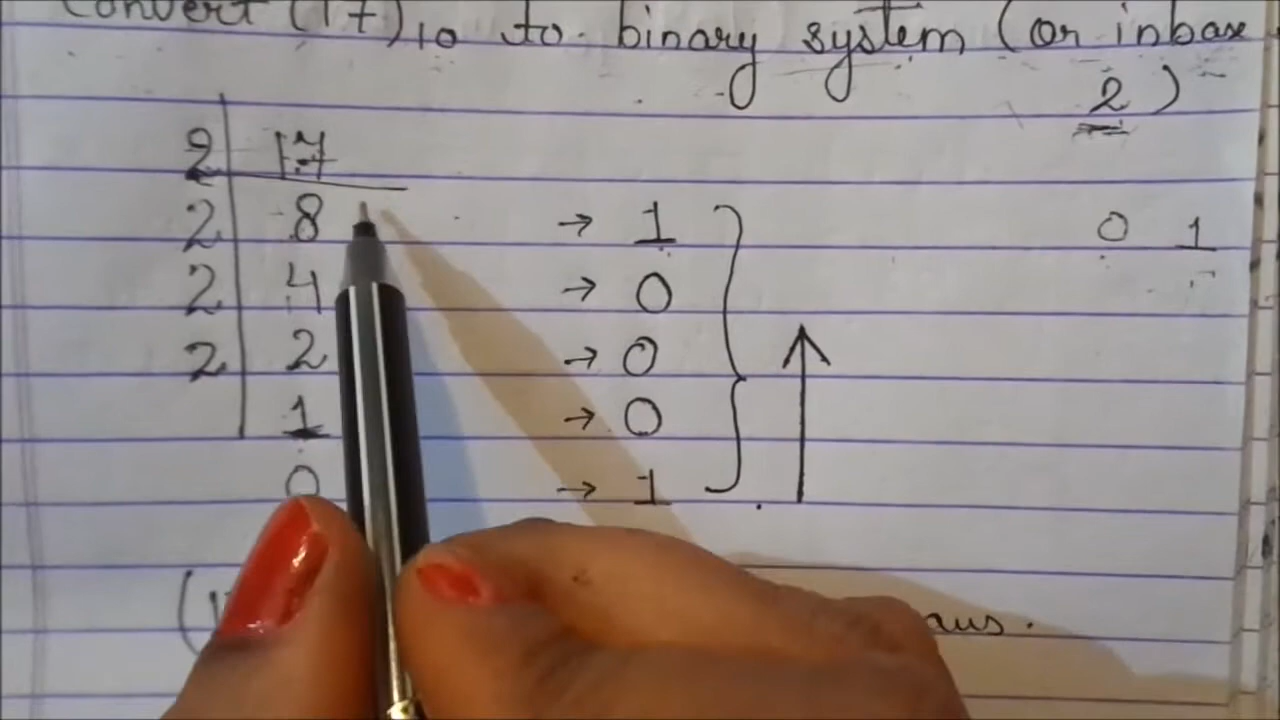 Convert (17)10 to binary system (or in base
2)
2 17
2 8 → 1
0 1
2 4 → 0
2 2 → 0
1 → 0
0 → 1
ans.